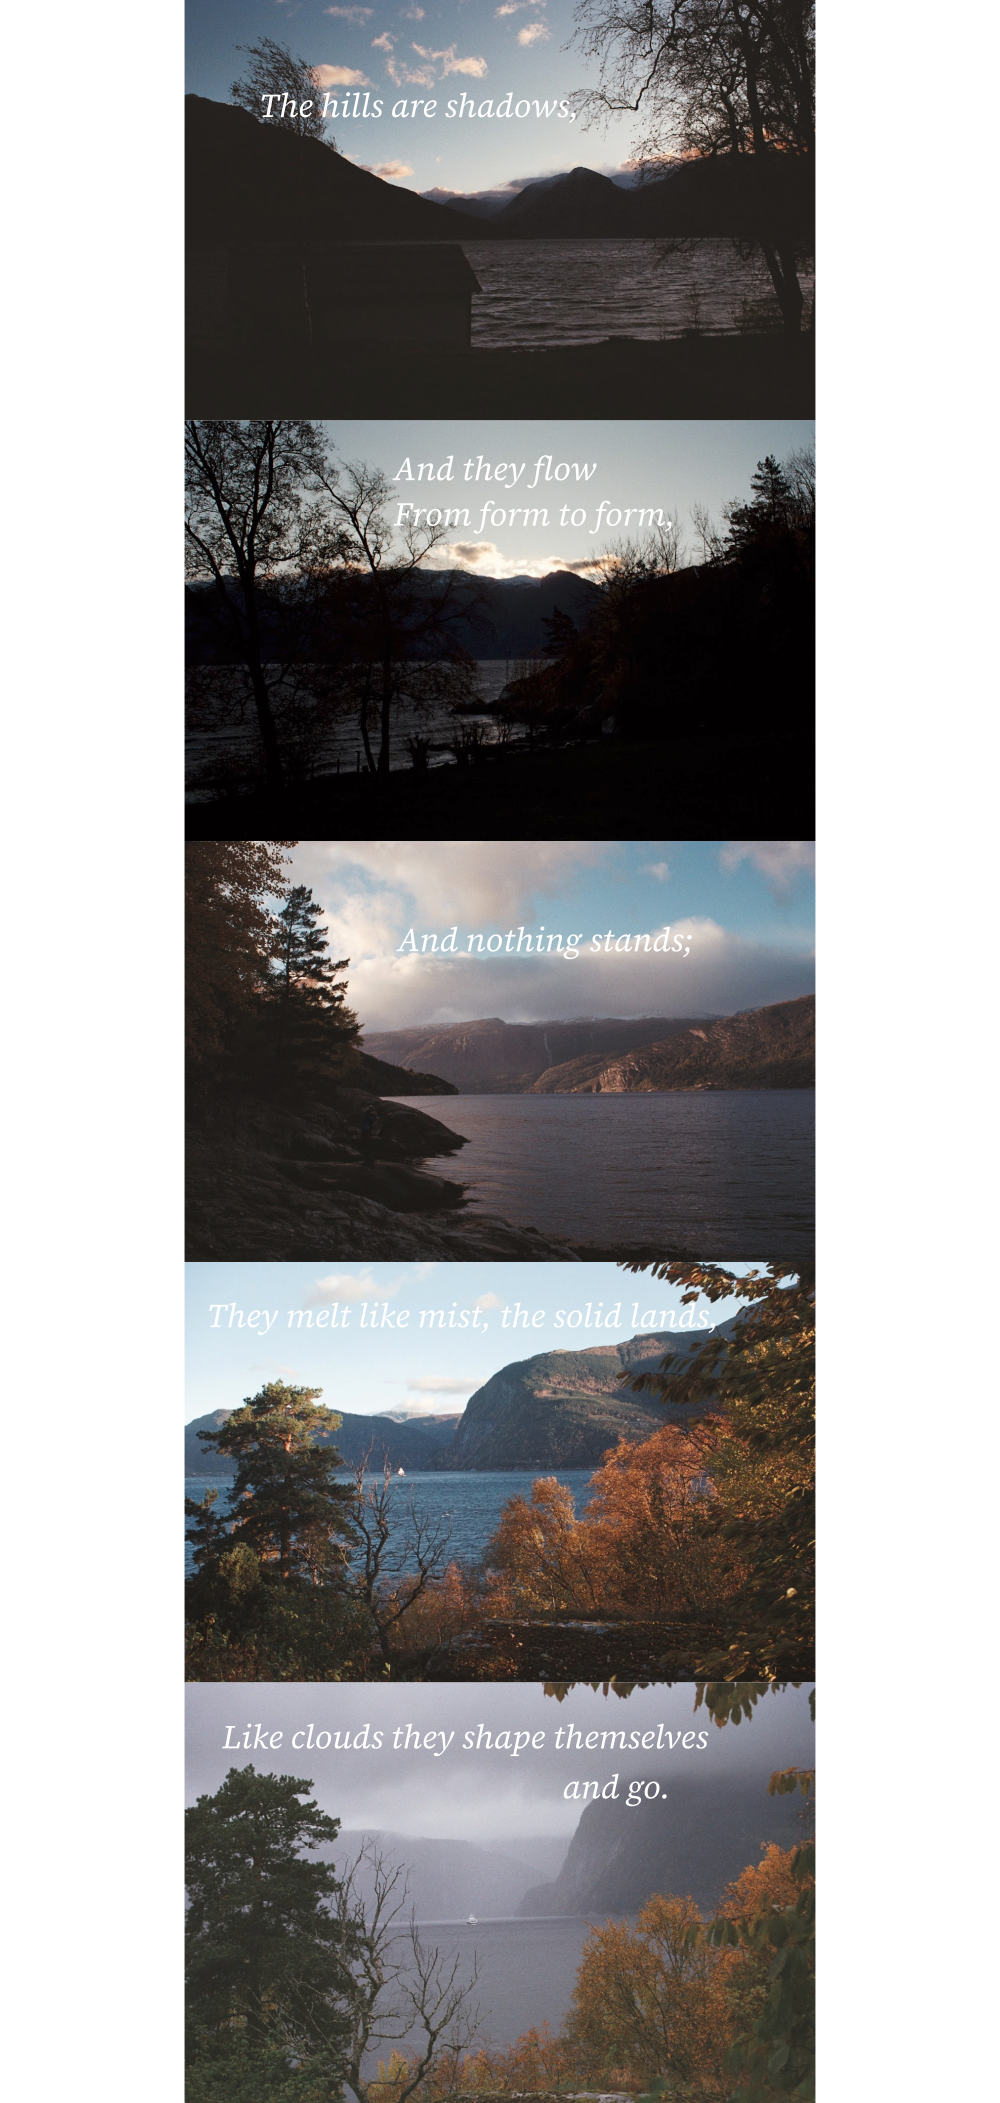 The hills are shadows,
And they flow
From form to form,
And nothing stands;
They melt like mist, the solid lands,
Like clouds they shape themselves
and go.